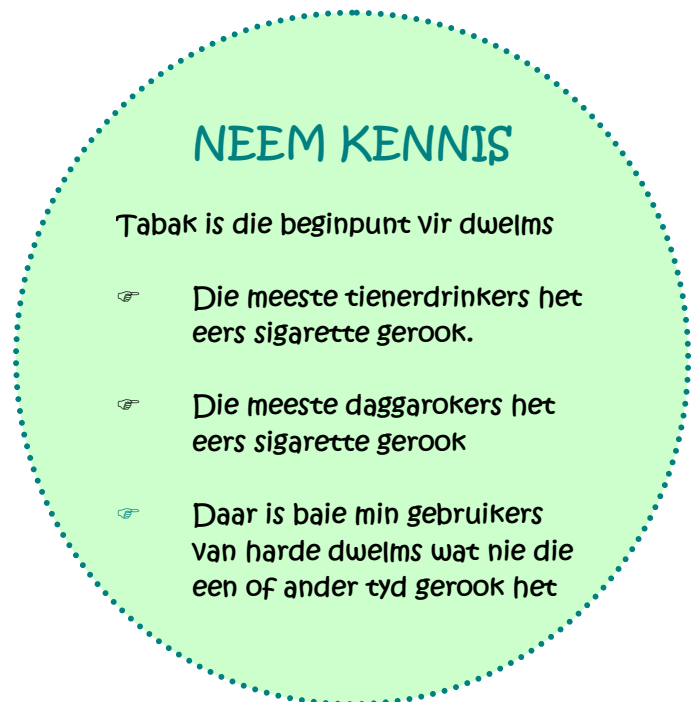 NEEM KENNIS
Tabak is die beginpunt vir dwelms
☞ Die meeste tienerdrinkers het
eers sigarette gerook.
☞ Die meeste daggarokers het
eers sigarette gerook
☞ Daar is baie min gebruikers
van harde dwelms wat nie die
een of ander tyd gerook het